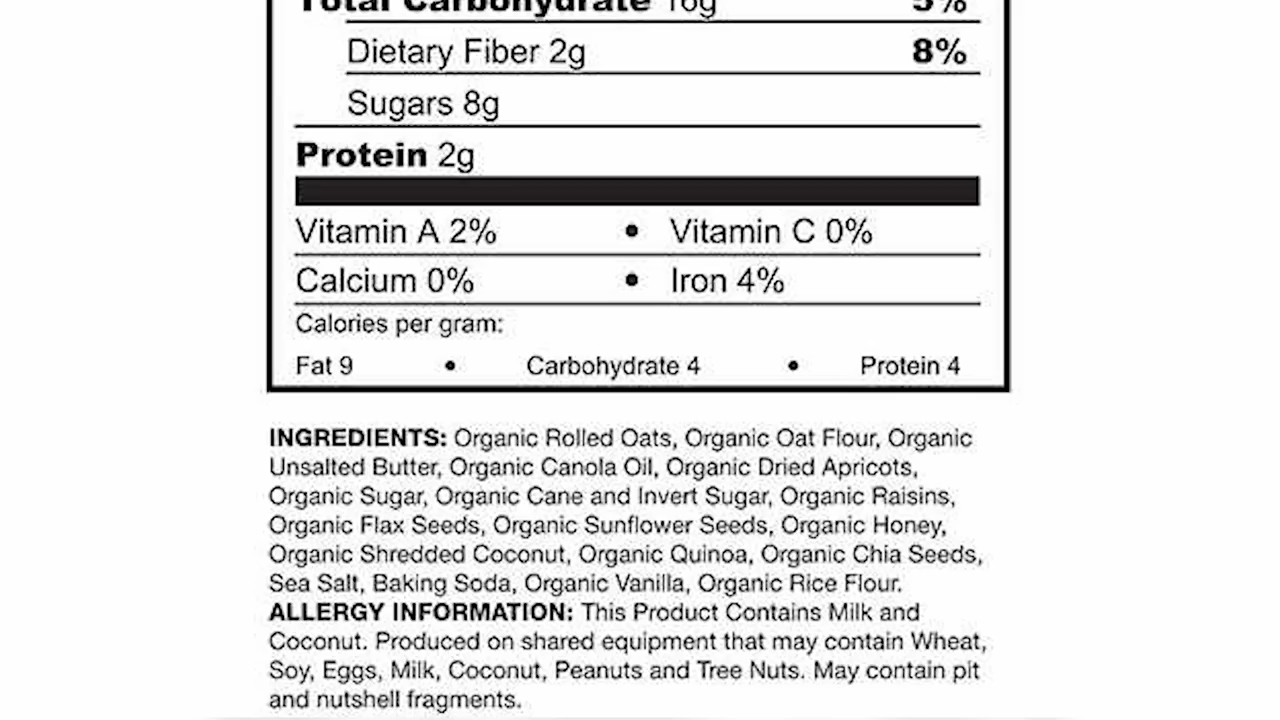 Total Carbohydrate 16g 5%
Dietary Fiber 2g 8%
Sugars 8g
Protein 2g
Vitamin A 2% • Vitamin C 0%
Calcium 0% • Iron 4%
Calories per gram:
Fat 9 • Carbohydrate 4 • Protein 4
INGREDIENTS: Organic Rolled Oats, Organic Oat Flour, Organic
Unsalted Butter, Organic Canola Oil, Organic Dried Apricots,
Organic Sugar, Organic Cane and Invert Sugar, Organic Raisins,
Organic Flax Seeds, Organic Sunflower Seeds, Organic Honey,
Organic Shredded Coconut, Organic Quinoa, Organic Chia Seeds,
Sea Salt, Baking Soda, Organic Vanilla, Organic Rice Flour.
ALLERGY INFORMATION: This Product Contains Milk and
Coconut. Produced on shared equipment that may contain Wheat,
Soy, Eggs, Milk, Coconut, Peanuts and Tree Nuts. May contain pit
and nutshell fragments.